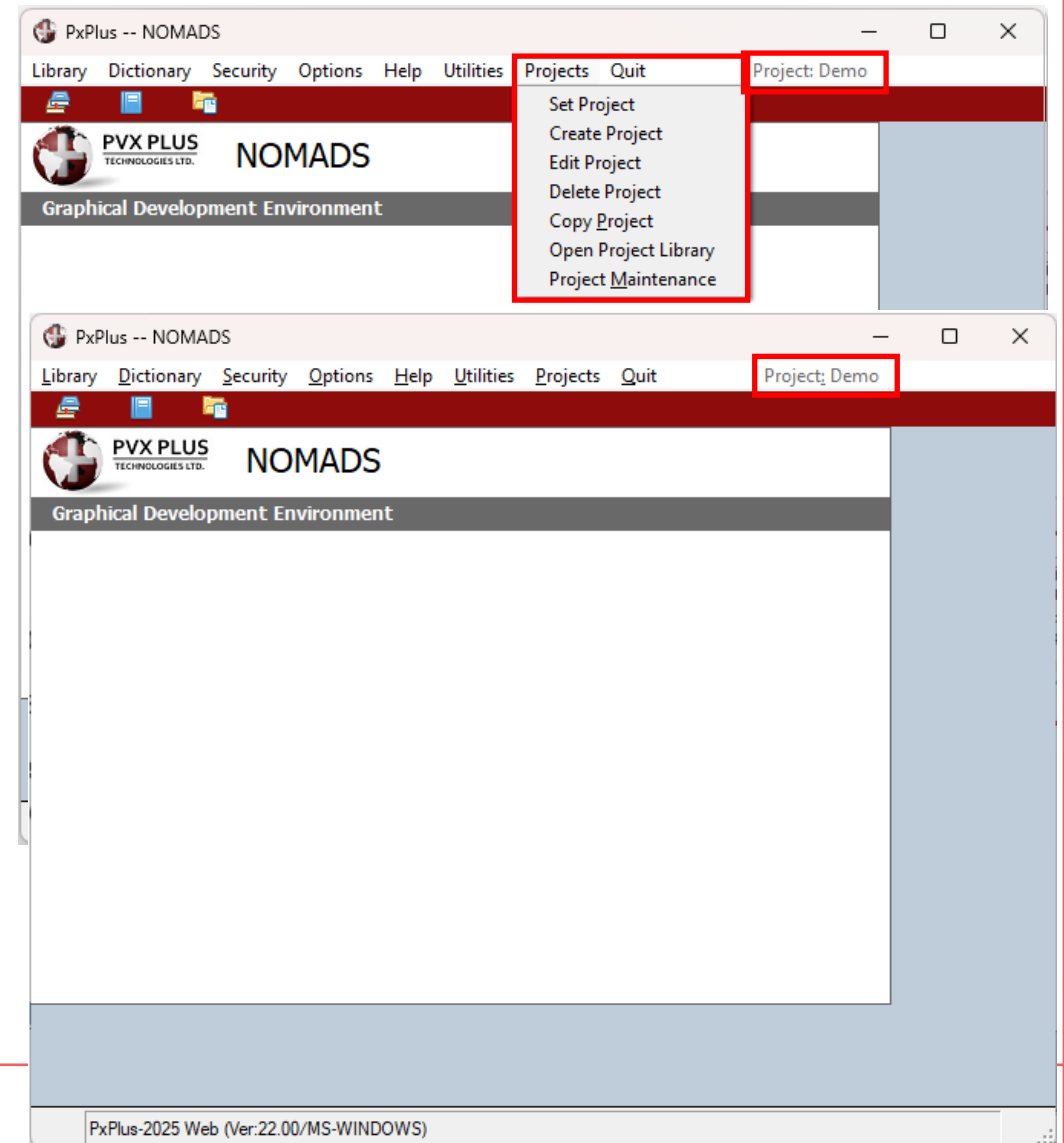 PxPlus -- NOMADS
Library Dictionary Security Options Help Utilities Projects Quit Project: Demo
Set Project
Create Project
Edit Project
Delete Project
Copy Project
Open Project Library
Project Maintenance
PVX PLUS
TECHNOLOGIES LTD.
NOMADS
Graphical Development Environment
PxPlus -- NOMADS
Library Dictionary Security Options Help Utilities Projects Quit Project: Demo
PVX PLUS
TECHNOLOGIES LTD.
NOMADS
Graphical Development Environment
PxPlus-2025 Web (Ver:22.00/MS-WINDOWS)